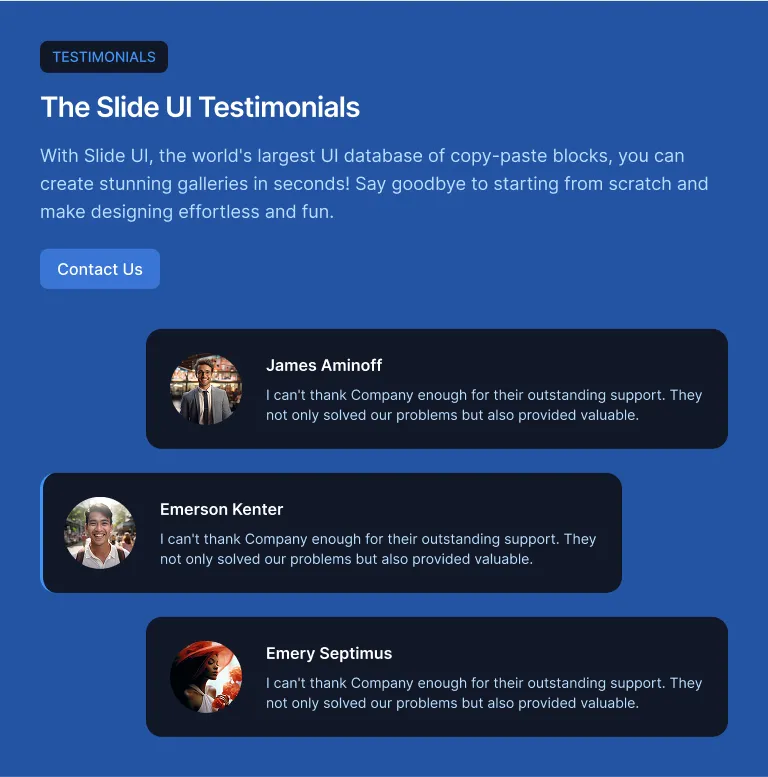 TESTIMONIALS
The Slide UI Testimonials
With Slide UI, the world's largest UI database of copy-paste blocks, you can
create stunning galleries in seconds! Say goodbye to starting from scratch and
make designing effortless and fun.
Contact Us
James Aminoff
I can't thank Company enough for their outstanding support. They
not only solved our problems but also provided valuable.
Emerson Kenter
I can't thank Company enough for their outstanding support. They
not only solved our problems but also provided valuable.
Emery Septimus
I can't thank Company enough for their outstanding support. They
not only solved our problems but also provided valuable.